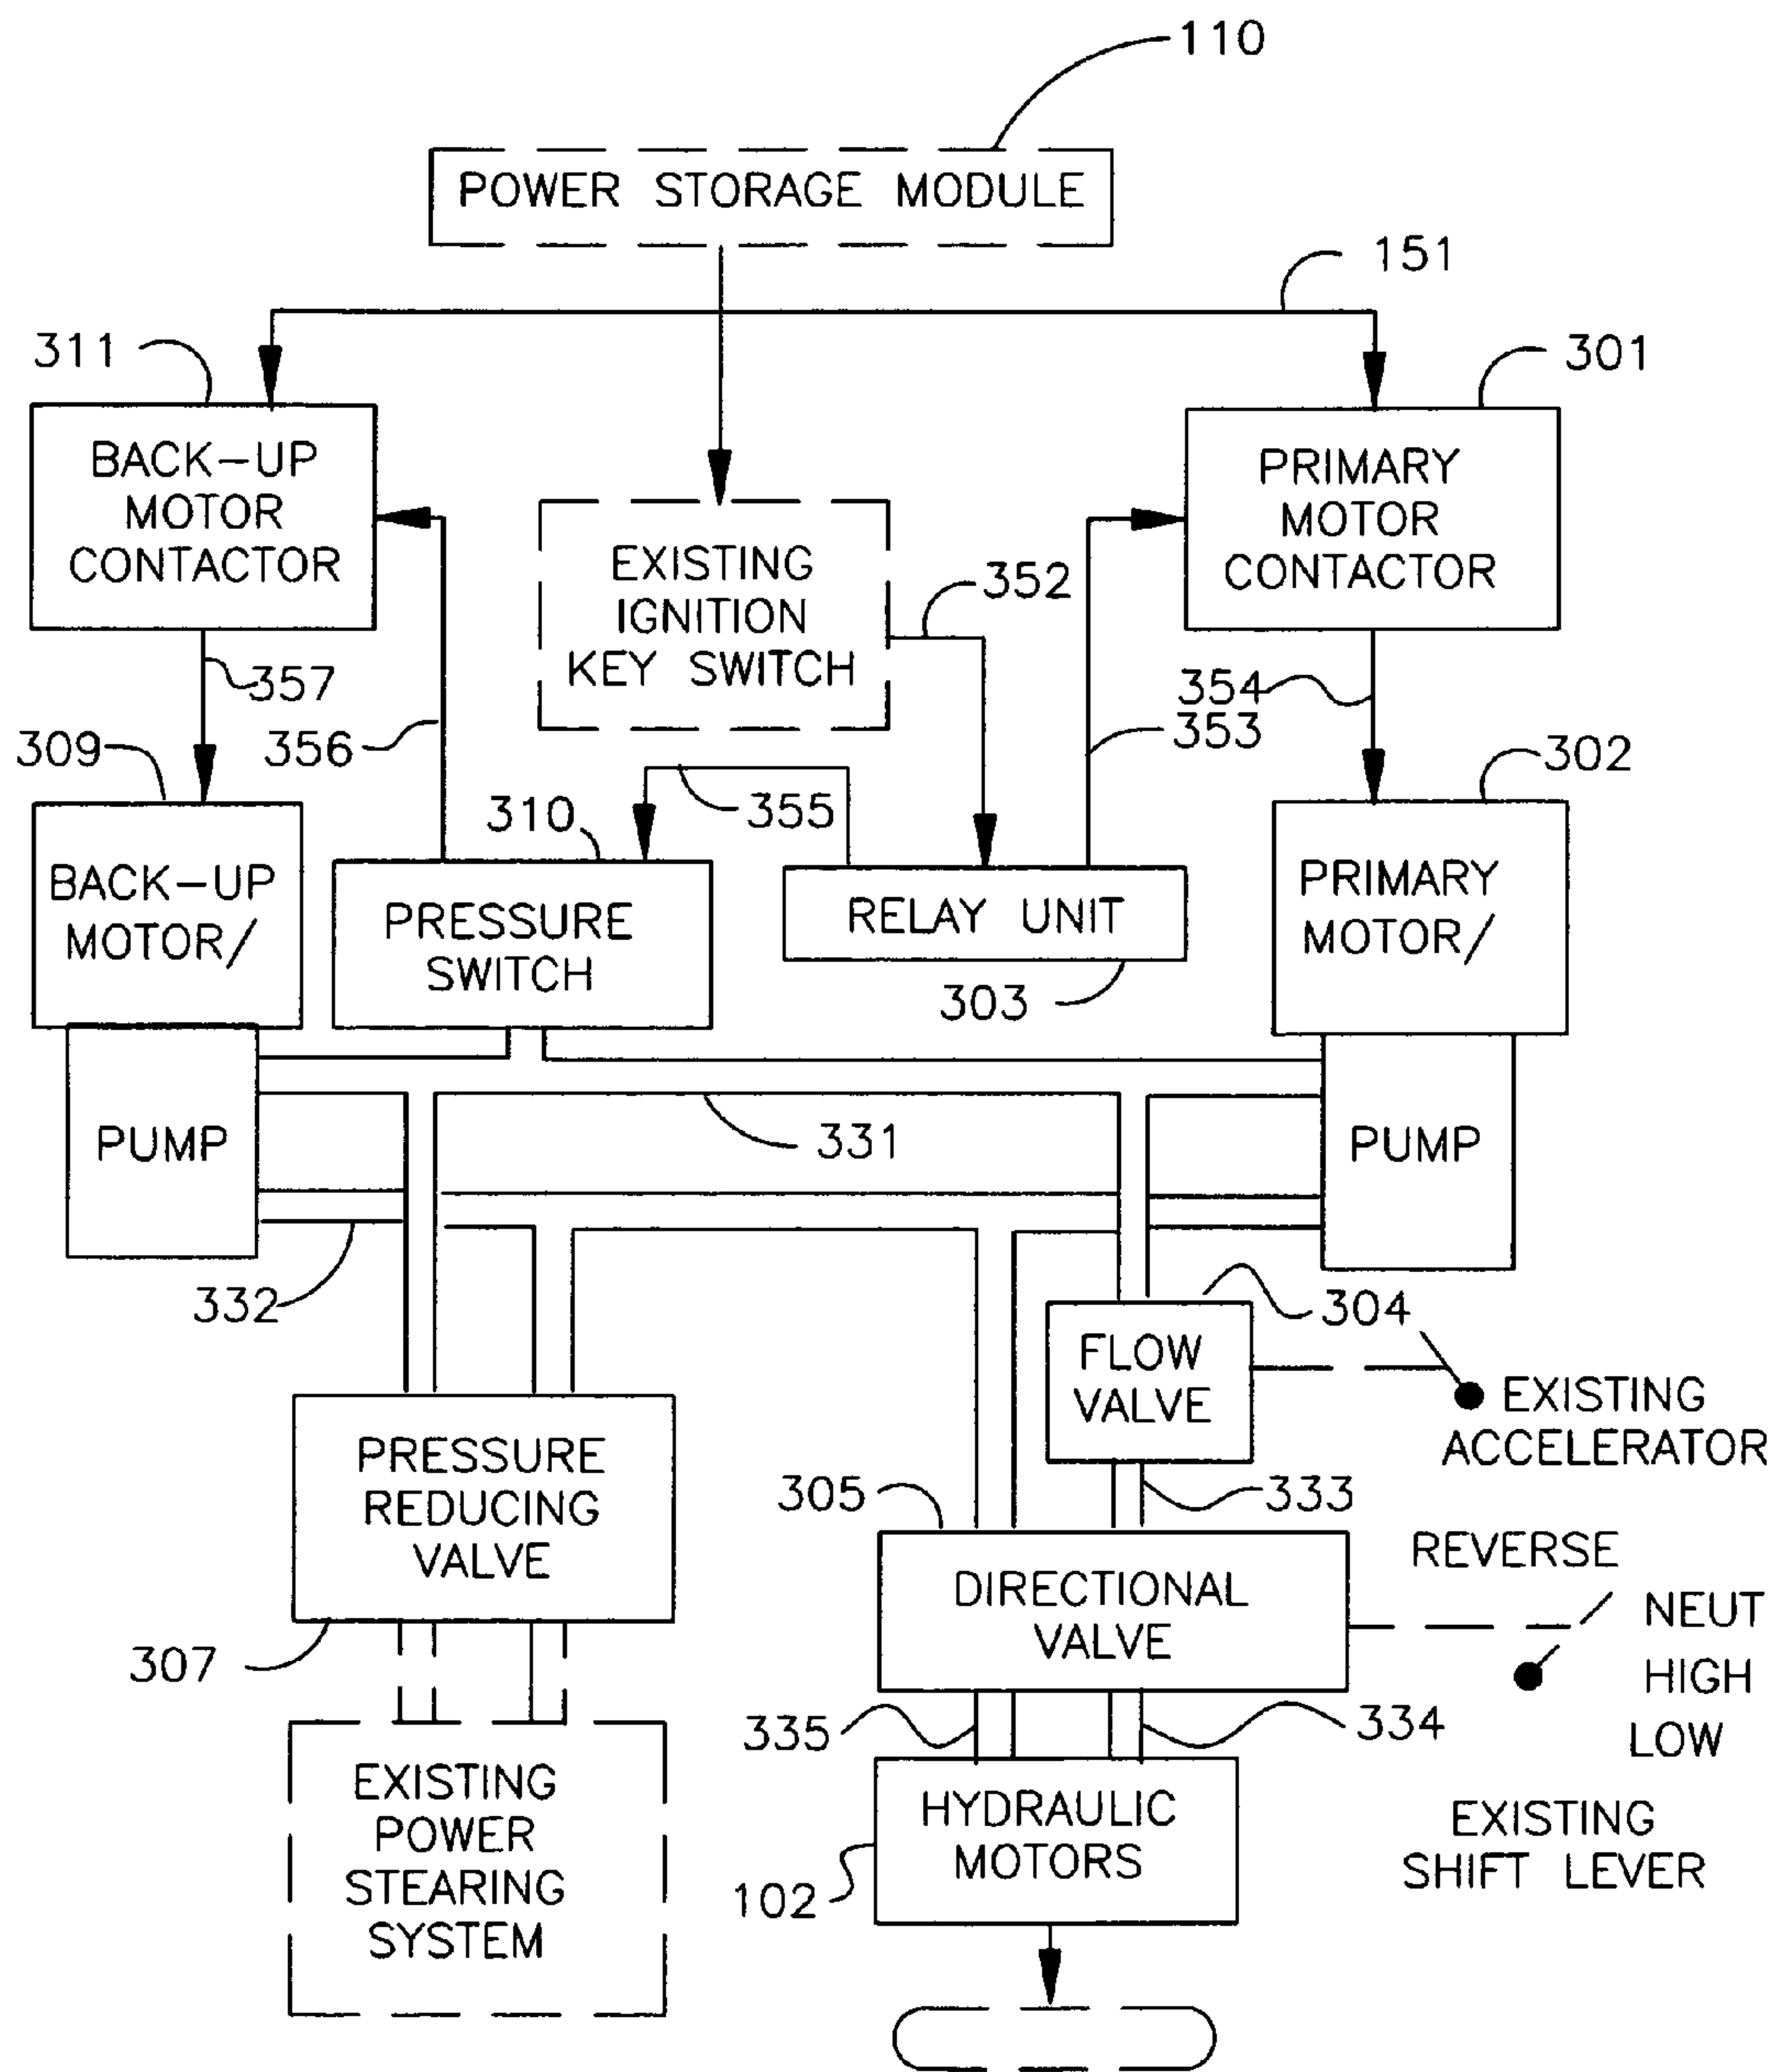 110
POWER STORAGE MODULE
151
311
301
BACK-UP
MOTOR
CONTACTOR
PRIMARY
MOTOR
CONTACTOR
EXISTING
IGNITION
KEY SWITCH
352
357
356
354
353
309
302
355
310
BACK-UP
MOTOR/
PRESSURE
SWITCH
RELAY UNIT
PRIMARY
MOTOR/
303
PUMP
331
PUMP
332
304
FLOW
VALVE
EXISTING
ACCELERATOR
PRESSURE
REDUCING
VALVE
305
333
REVERSE
DIRECTIONAL
VALVE
NEUT
HIGH
LOW
307
335
334
EXISTING
POWER
STEARING
SYSTEM
HYDRAULIC
MOTORS
102
EXISTING
SHIFT LEVER